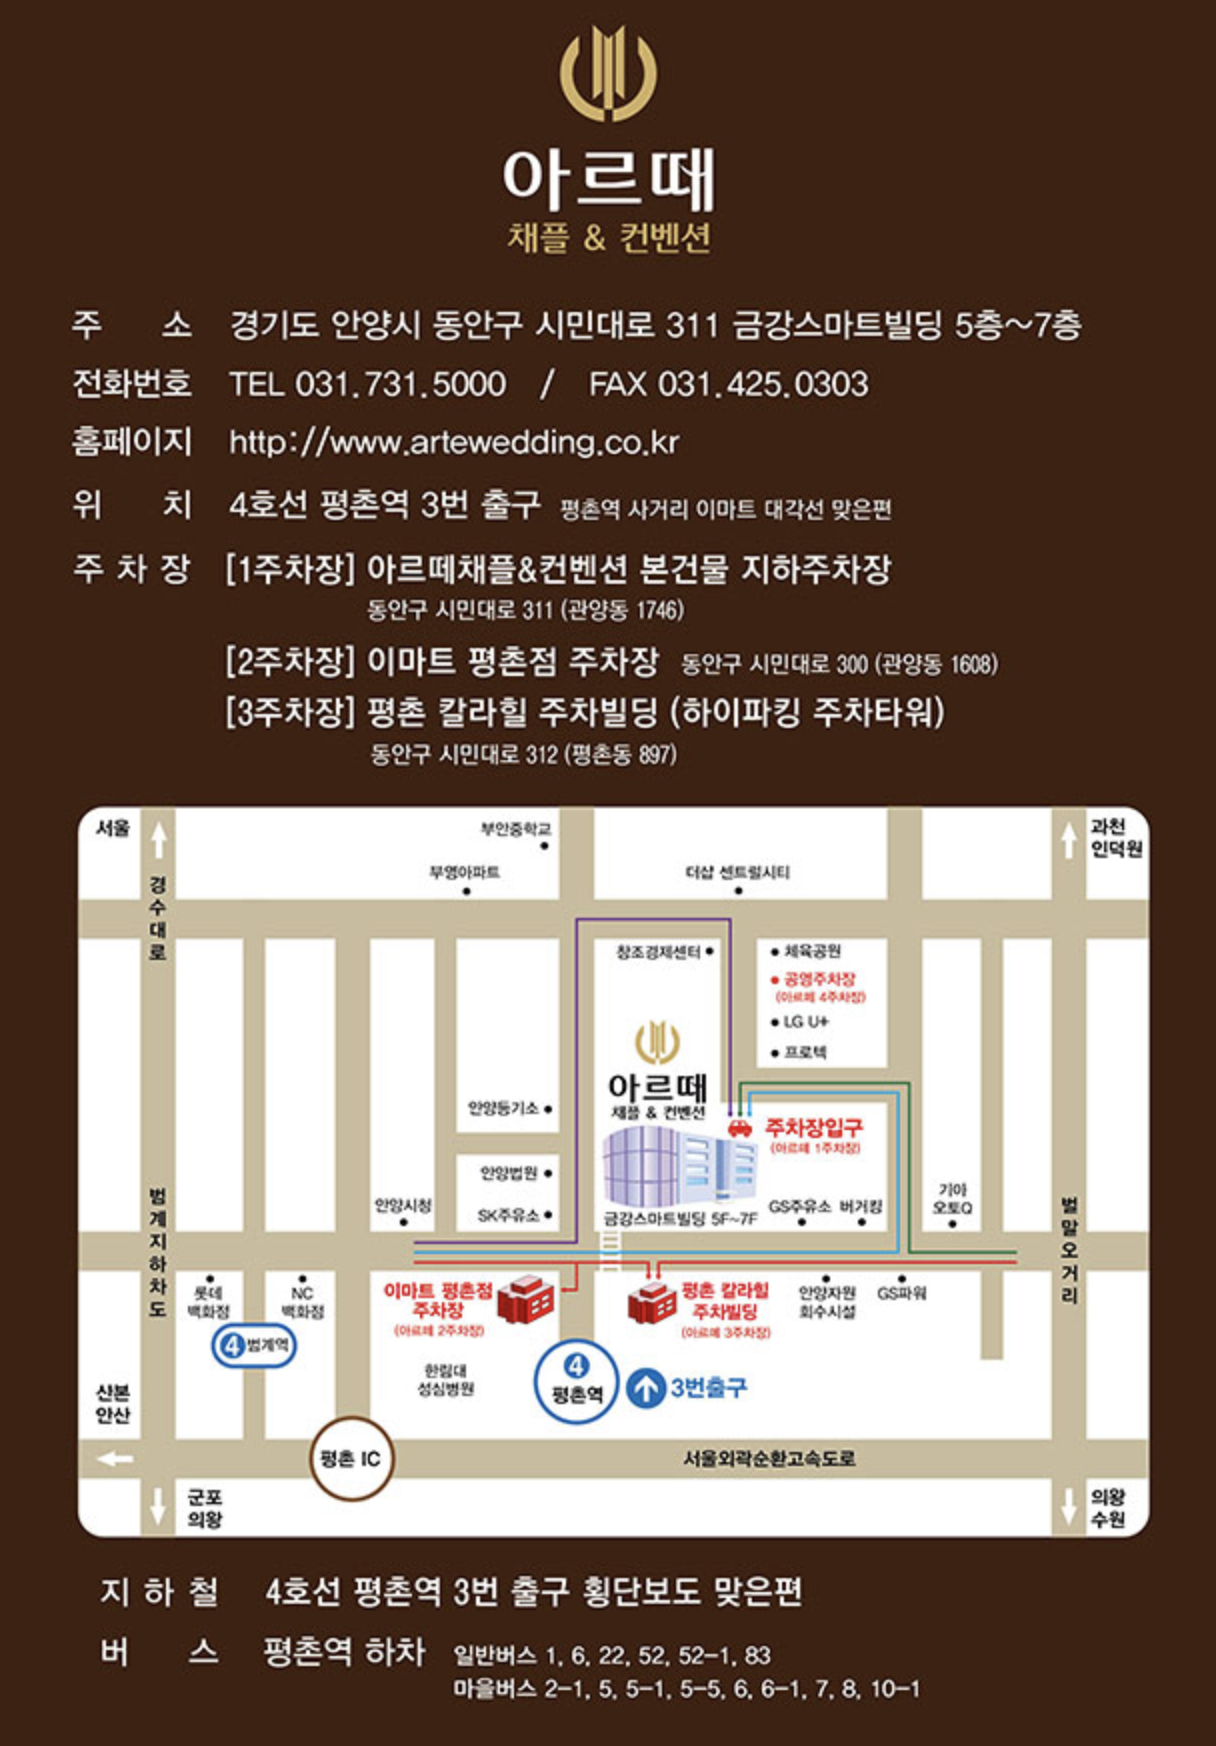 아르떼
채플 & 컨벤션
주 소 경기도 안양시 동안구 시민대로 311 금강스마트빌딩 5층~7층
전화번호 TEL 031.731.5000 / FAX 031.425.0303
홈페이지 http://www.artewedding.co.kr
위 치 4호선 평촌역 3번 출구 평촌역 사거리 이마트 대각선 맞은편
주 차 장 [1주차장] 아르떼채플&컨벤션 본건물 지하주차장
동안구 시민대로 311 (관양동 1746)
[2주차장] 이마트 평촌점 주차장 동안구 시민대로 300 (관양동 1608)
[3주차장] 평촌 칼라힐 주차빌딩 (하이파킹 주차타워)
동안구 시민대로 312 (평촌동 897)
서울
경수대로
부안중학교
부영아파트
더샵 센트럴시티
과천
인덕원
창조경제센터
체육공원
공영주차장
(아르떼 4주차장)
LG U+
프로텍
아르떼
채플 & 컨벤션
안양등기소
주차장입구
(아르떼 1주차장)
안양법원
범계지하차도
안양시청
SK주유소
금강스마트빌딩 5F~7F
GS주유소
버거킹
기아
오토Q
벌말오거리
롯데
백화점
NC
백화점
이마트 평촌점
주차장
(아르떼 2주차장)
평촌 칼라힐
주차빌딩
(아르떼 3주차장)
안양자원
회수시설
GS파워
4 범계역
한림대
성심병원
4
평촌역
3번출구
산본
안산
평촌 IC
서울외곽순환고속도로
군포
의왕
의왕
수원
지 하 철 4호선 평촌역 3번 출구 횡단보도 맞은편
버 스 평촌역 하차 일반버스 1, 6, 22, 52, 52-1, 83
마을버스 2-1, 5, 5-1, 5-5, 6, 6-1, 7, 8, 10-1